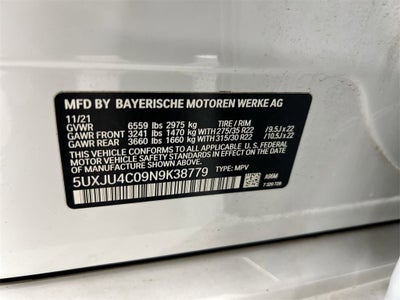 MFD BY BAYERISCHE MOTOREN WERKE AG
11/21 TIRE / RIM
GVWR 6559 lbs 2975 kg
GAWR FRONT 3241 lbs 1470 kg WITH 275/35 R22 / 9.5J x 22
GAWR REAR 3660 lbs 1660 kg WITH 315/30 R22 / 10.5J x 22
THIS VEHICLE CONFORMS TO ALL APPLICABLE U.S. FEDERAL
MOTOR VEHICLE SAFETY
STANDARDS IN EFFECT ON THE DATE OF MANUFACTURE SHOWN ABOVE.
5UXJU4C09N9K38779 TYPE: MPV
A96M